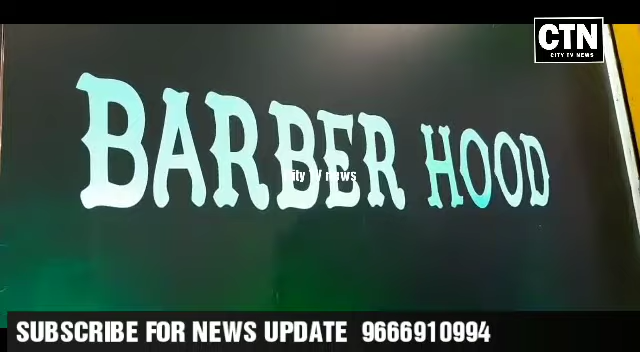 CTN
CITY TV NEWS
BARBER HOOD
City tV news
SUBSCRIBE FOR NEWS UPDATE 9666910994